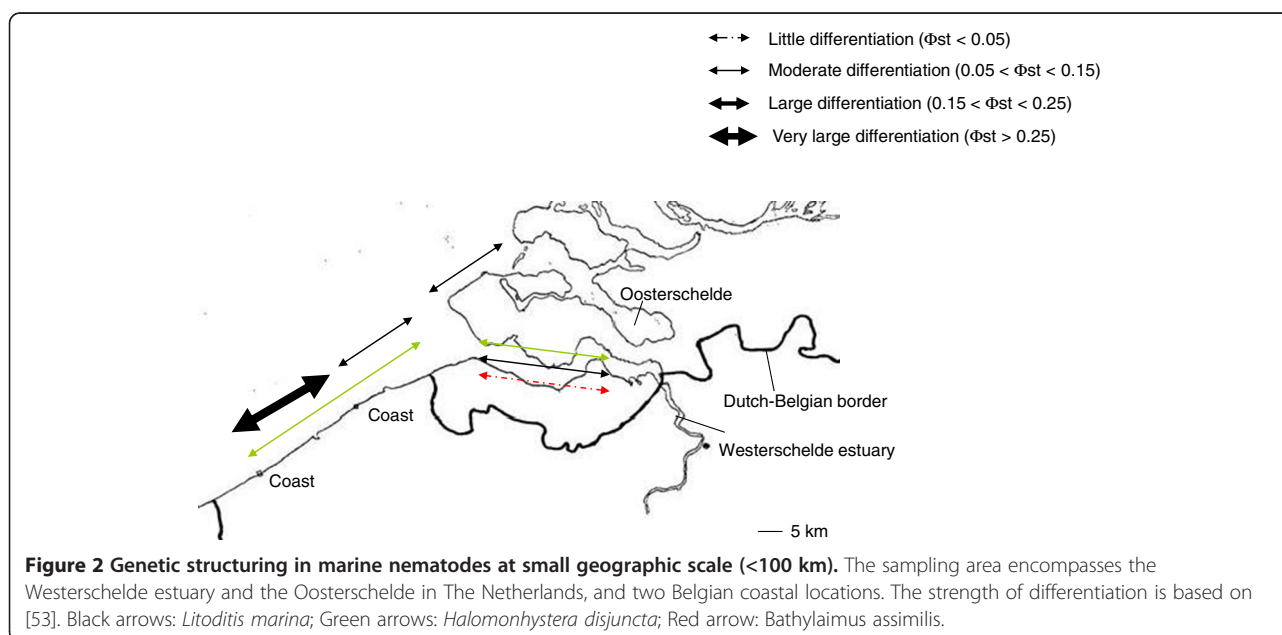 Little differentiation (Φst < 0.05)
Moderate differentiation (0.05 < Φst < 0.15)
Large differentiation (0.15 < Φst < 0.25)
Very large differentiation (Φst > 0.25)
Oosterschelde
Dutch-Belgian border
Coast
Westerschelde estuary
Coast
5 km
Figure 2 Genetic structuring in marine nematodes at small geographic scale (<100 km). The sampling area encompasses the
Westerschelde estuary and the Oosterschelde in The Netherlands, and two Belgian coastal locations. The strength of differentiation is based on
[53]. Black arrows: Litoditis marina; Green arrows: Halomonhystera disjuncta; Red arrow: Bathylaimus assimilis.